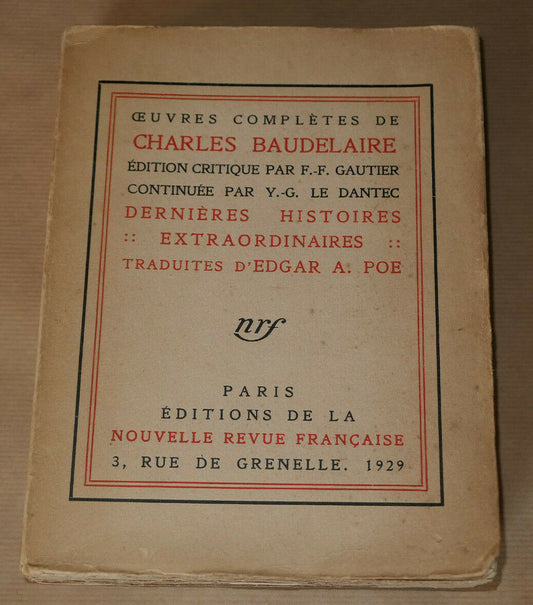 ŒUVRES COMPLÈTES DE
CHARLES BAUDELAIRE
ÉDITION CRITIQUE PAR F.-F. GAUTIER
CONTINUÉE PAR Y.-G. LE DANTEC
DERNIÈRES HISTOIRES
:: EXTRAORDINAIRES ::
TRADUITES D'EDGAR A. POE
nrf
PARIS
ÉDITIONS DE LA
NOUVELLE REVUE FRANÇAISE
3, RUE DE GRENELLE. 1929